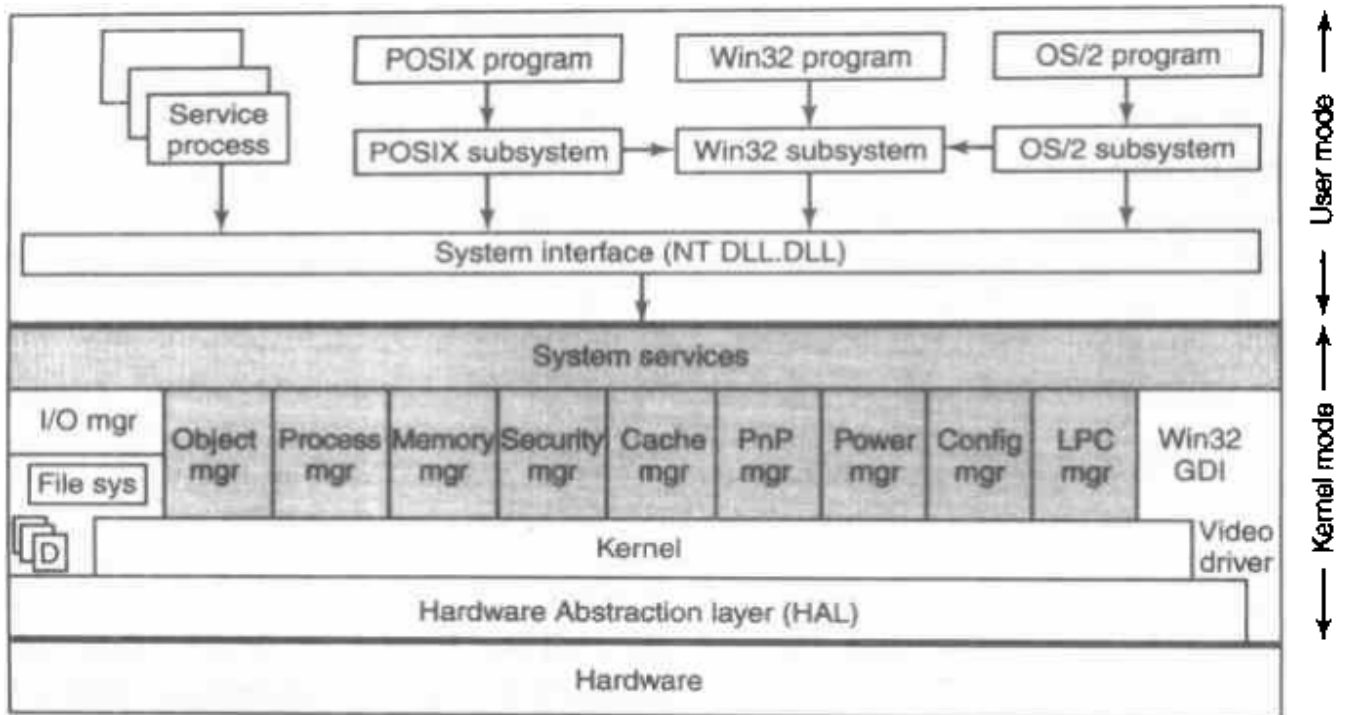 POSIX program
Win32 program
OS/2 program
Service
process
POSIX subsystem
Win32 subsystem
OS/2 subsystem
System interface (NT DLL.DLL)
User mode
System services
I/O mgr
File sys
D
Object
mgr
Process
mgr
Memory
mgr
Security
mgr
Cache
mgr
PnP
mgr
Power
mgr
Config
mgr
LPC
mgr
Win32
GDI
Video
driver
Kernel
Hardware Abstraction layer (HAL)
Hardware
Kernel mode